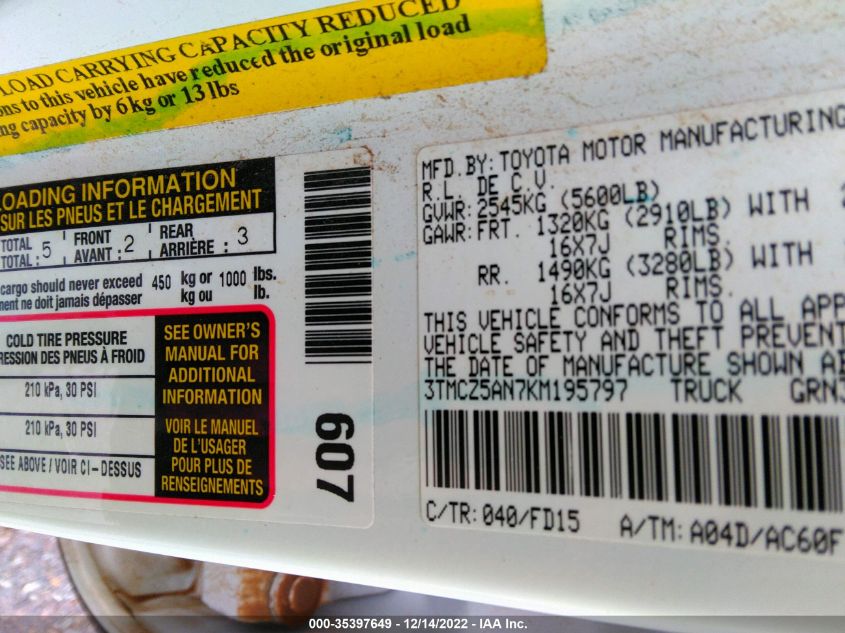 LOAD CARRYING CAPACITY REDUCED
ons to this vehicle have reduced the original load
ng capacity by 6 kg or 13 lbs
LOADING INFORMATION
SUR LES PNEUS ET LE CHARGEMENT
TOTAL 5 FRONT 2 REAR 3
TOTAL : AVANT : ARRIÈRE :
cargo should never exceed 450 kg or 1000 lbs.
ment ne doit jamais dépasser kg ou lb.
COLD TIRE PRESSURE
RESSION DES PNEUS À FROID
210 kPa, 30 PSI
210 kPa, 30 PSI
SEE ABOVE / VOIR CI – DESSUS
SEE OWNER'S
MANUAL FOR
ADDITIONAL
INFORMATION
VOIR LE MANUEL
DE L'USAGER
POUR PLUS DE
RENSEIGNEMENTS
607
MFD.BY: TOYOTA MOTOR MANUFACTURING
R.L. DE C.V.
GVWR: 2545KG (5600LB)
GAWR: FRT. 1320KG (2910LB) WITH 2
16X7J RIMS.
RR. 1490KG (3280LB) WITH
16X7J RIMS.
THIS VEHICLE CONFORMS TO ALL APP
VEHICLE SAFETY AND THEFT PREVENT
THE DATE OF MANUFACTURE SHOWN AB
3TMCZ5AN7KM195797 TRUCK GRN3
C/TR: 040/FD15 A/TM: A04D/AC60F
000-35397649 - 12/14/2022 - IAA Inc.